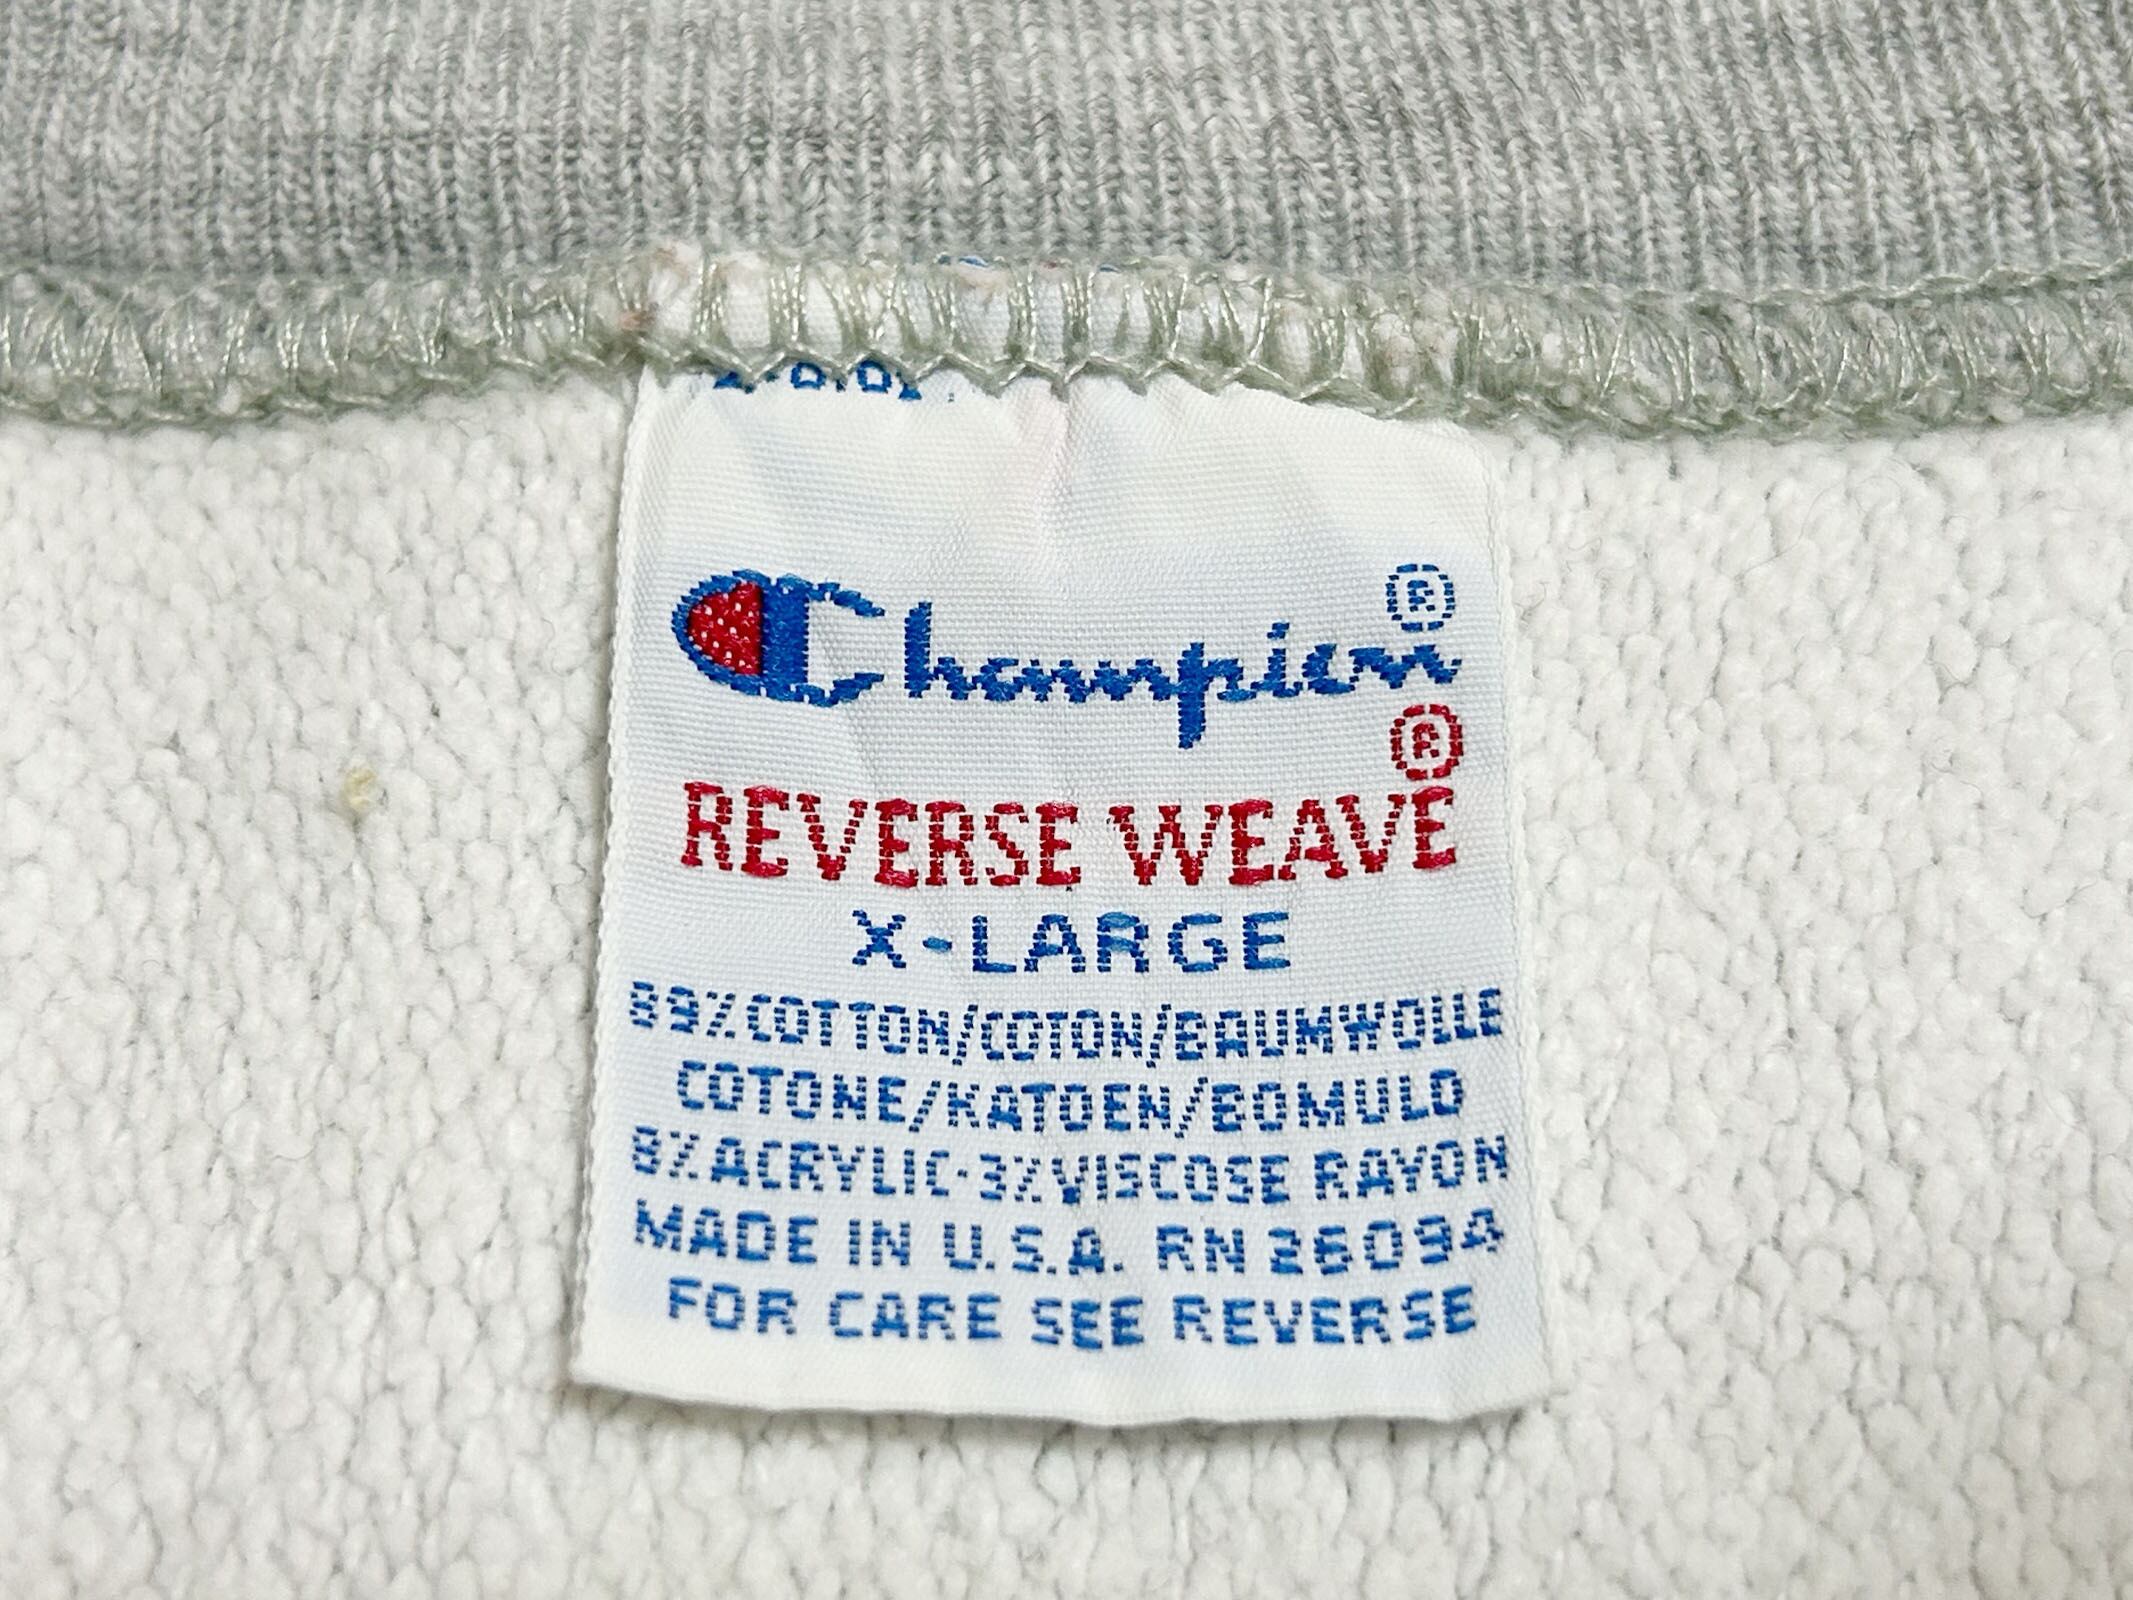 Champion®
REVERSE WEAVE®
X-LARGE
89%COTTON/COTON/BAUMWOLLE
COTONE/KATOEN/BOMULD
8%ACRYLIC·3%VISCOSE RAYON
MADE IN U.S.A. RN 26094
FOR CARE SEE REVERSE